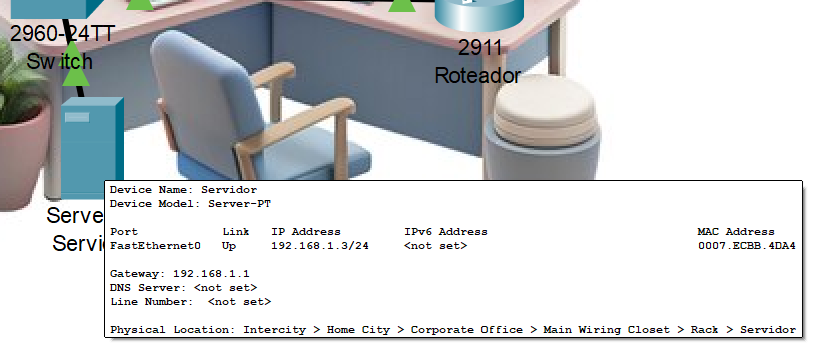 2960-24TT
Switch
2911
Roteador
Serve
Servi
Device Name: Servidor
Device Model: Server-PT
Port Link IP Address IPv6 Address MAC Address
FastEthernet0 Up 192.168.1.3/24 <not set> 0007.ECBB.4DA4
Gateway: 192.168.1.1
DNS Server: <not set>
Line Number: <not set>
Physical Location: Intercity > Home City > Corporate Office > Main Wiring Closet > Rack > Servidor